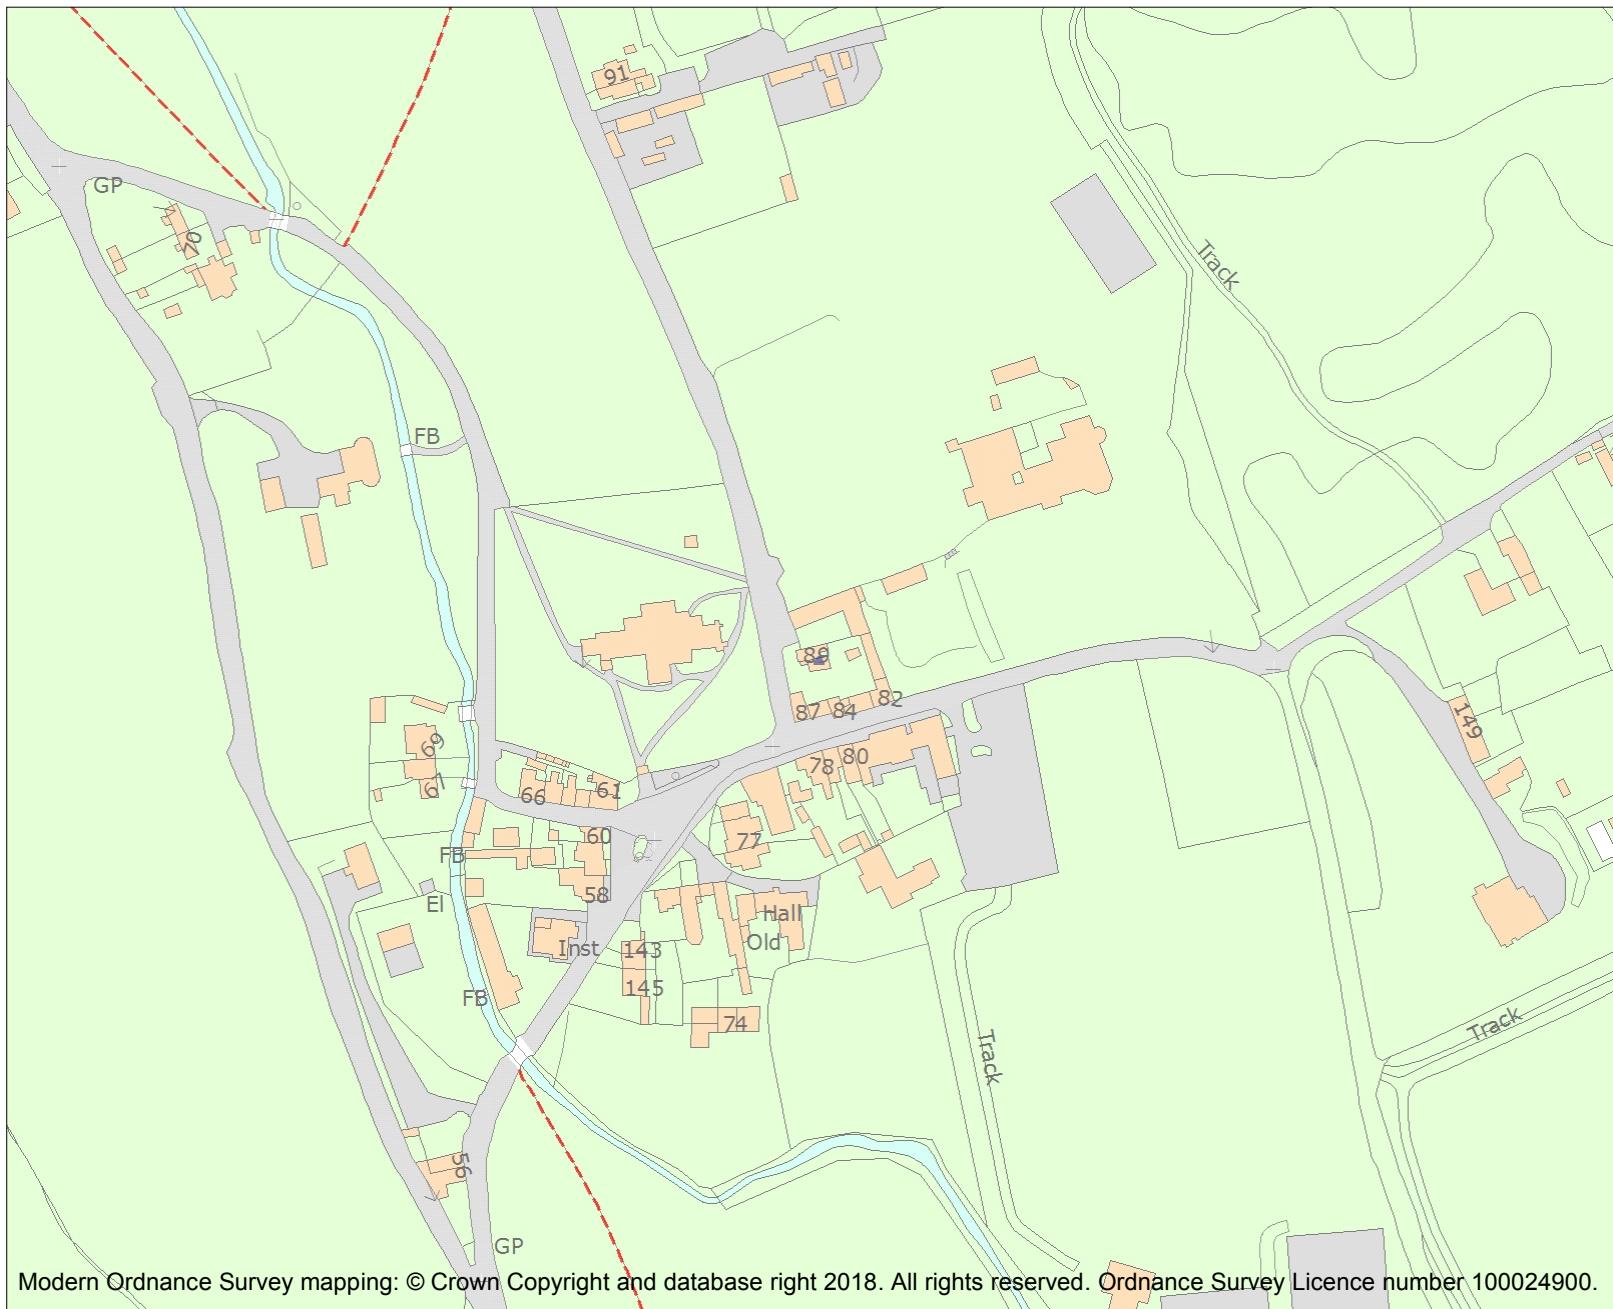 91
GP
70
Track
FB
89
87
84
82
69
67
149
78
80
66
61
60
77
FB
58
El
Hall
Old
Inst
143
145
FB
74
Track
Track
56
GP
Modern Ordnance Survey mapping: © Crown Copyright and database right 2018. All rights reserved. Ordnance Survey Licence number 100024900.